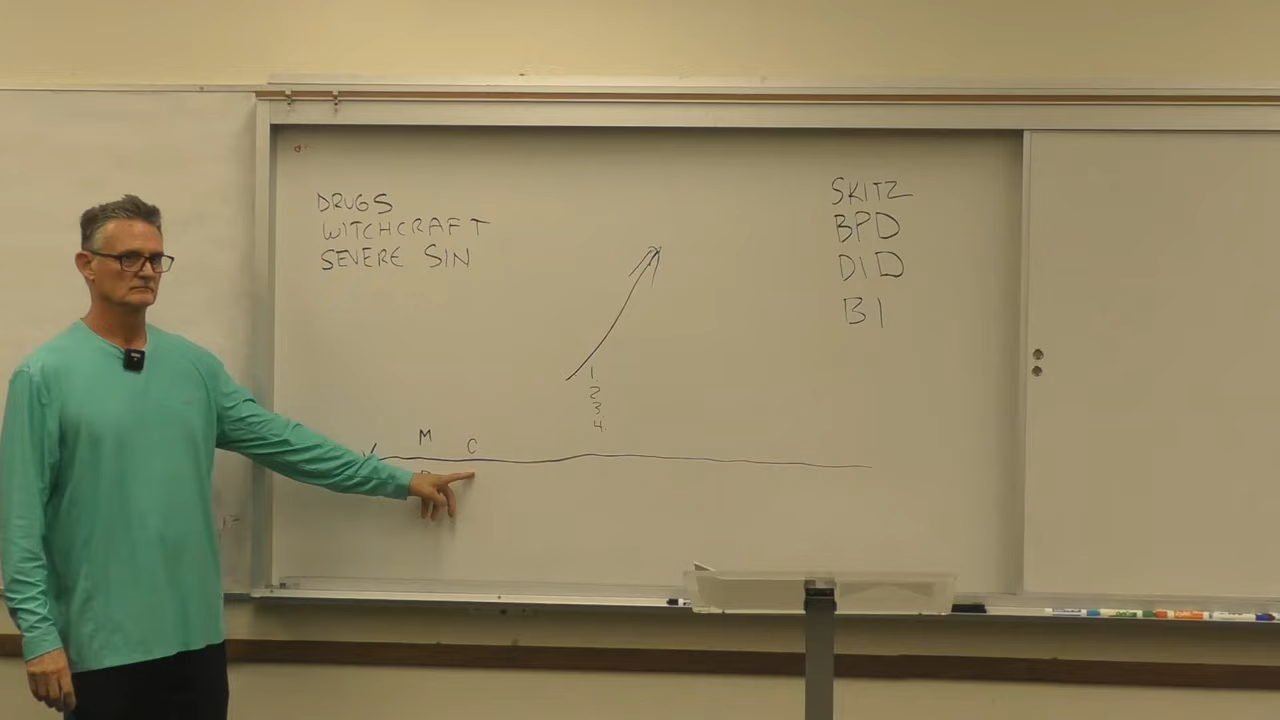 DRUGS
WITCHCRAFT
SEVERE SIN
SKITZ
BPD
DID
BI
1.
2
3.
4.
M
C